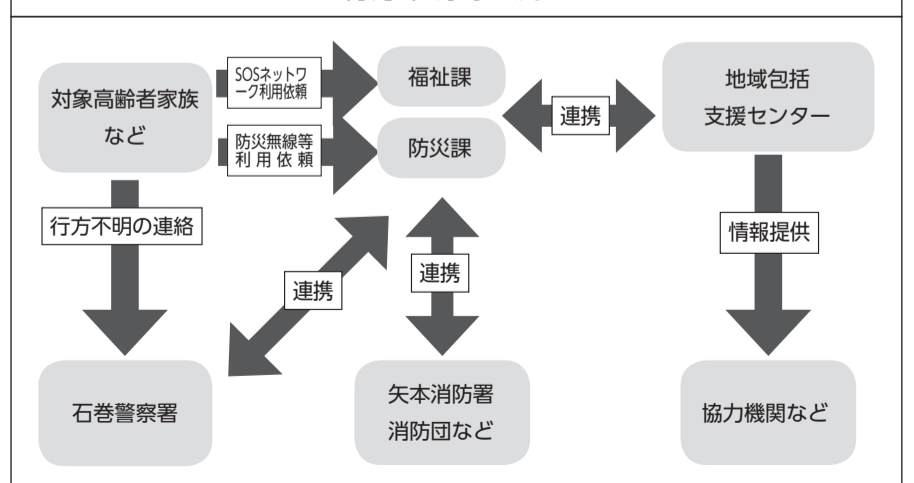 対象高齢者家族
など
SOSネットワ
ーク利用依頼
防災無線等
利用依頼
福祉課
防災課
連携
地域包括
支援センター
行方不明の連絡
連携
連携
情報提供
石巻警察署
矢本消防署
消防団など
協力機関など